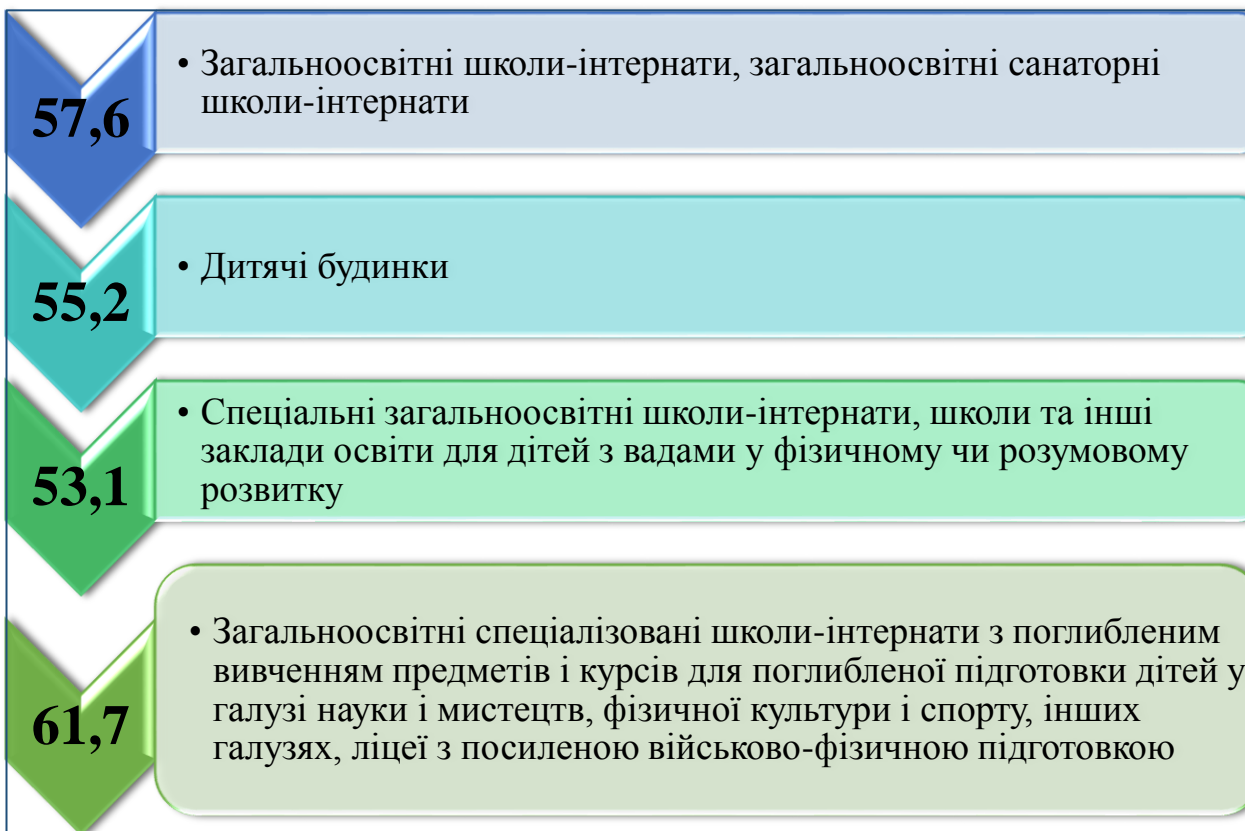 57,6
• Загальноосвітні школи-інтернати, загальноосвітні санаторні
школи-інтернати
55,2
• Дитячі будинки
53,1
• Спеціальні загальноосвітні школи-інтернати, школи та інші
заклади освіти для дітей з вадами у фізичному чи розумовому
розвитку
61,7
• Загальноосвітні спеціалізовані школи-інтернати з поглибленим
вивченням предметів і курсів для поглибленої підготовки дітей у
галузі науки і мистецтв, фізичної культури і спорту, інших
галузях, ліцеї з посиленою військово-фізичною підготовкою